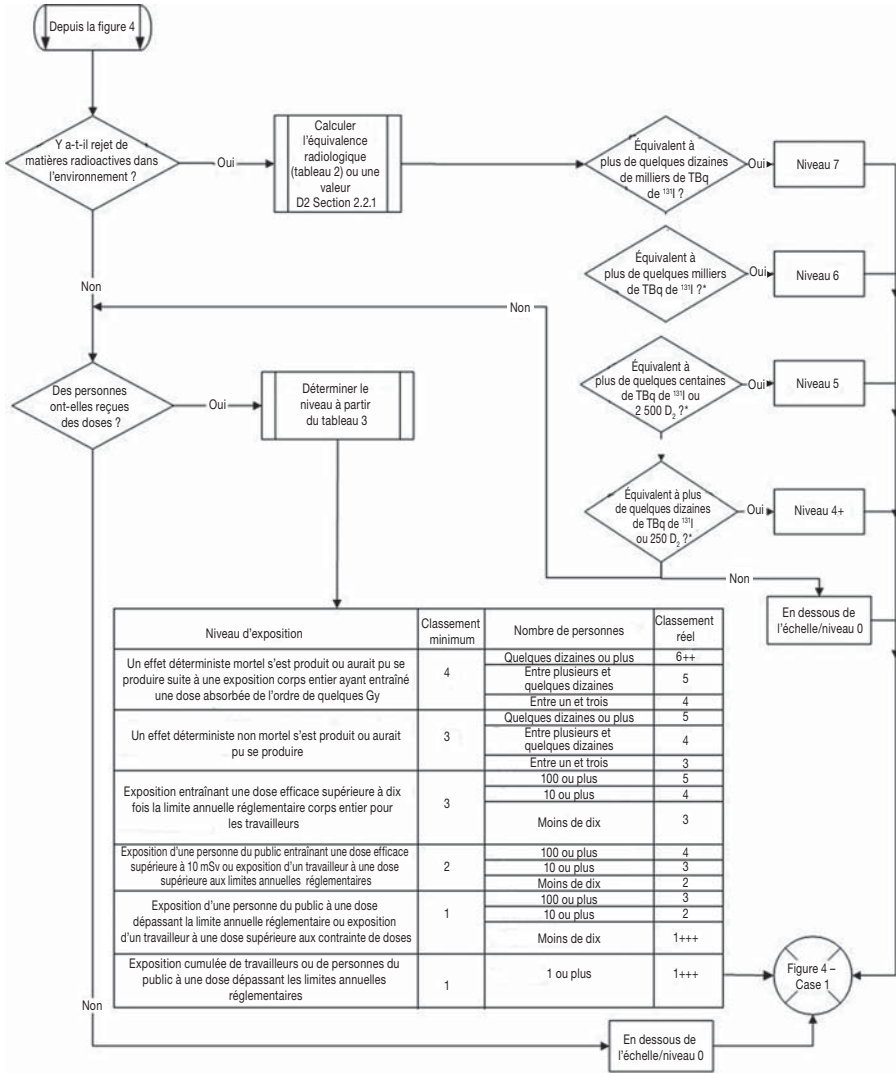 Depuis la figure 4
Y a-t-il rejet de
matières radioactives dans
l'environnement ?
Oui
Calculer
l'équivalence
radiologique
(tableau 2) ou une
valeur
D2 Section 2.2.1
Équivalent à
plus de quelques dizaines
de milliers de TBq
de ¹³¹I ?
Oui
Niveau 7
Équivalent à
plus de quelques milliers
de TBq de ¹³¹I ?*
Oui
Niveau 6
Non
Non
Équivalent à
plus de quelques centaines
de TBq de ¹³¹I ou
2 500 D₂ ?*
Oui
Niveau 5
Des personnes
ont-elles reçues
des doses ?
Oui
Déterminer le
niveau à partir
du tableau 3
Équivalent à plus
de quelques dizaines
de TBq de ¹³¹I
ou 250 D₂ ?*
Oui
Niveau 4+
Non
En dessous de
l'échelle/niveau 0
Niveau d'exposition
Classement
minimum
Nombre de personnes
Classement
réel
Un effet déterministe mortel s'est produit ou aurait pu se
produire suite à une exposition corps entier ayant entraîné
une dose absorbée de l'ordre de quelques Gy
4
Quelques dizaines ou plus
6++
Entre plusieurs et
quelques dizaines
5
Entre un et trois
4
Un effet déterministe non mortel s'est produit ou aurait
pu se produire
3
Quelques dizaines ou plus
5
Entre plusieurs et
quelques dizaines
4
Entre un et trois
3
Exposition entraînant une dose efficace supérieure à dix
fois la limite annuelle réglementaire corps entier pour
les travailleurs
3
100 ou plus
5
10 ou plus
4
Moins de dix
3
Exposition d'une personne du public entraînant une dose efficace
supérieure à 10 mSv ou exposition d'un travailleur à une dose
supérieure aux limites annuelles réglementaires
2
100 ou plus
4
10 ou plus
3
Moins de dix
2
Exposition d'une personne du public à une dose
dépassant la limite annuelle réglementaire ou exposition
d'un travailleur à une dose supérieure aux contrainte de doses
1
100 ou plus
3
10 ou plus
2
Moins de dix
1+++
Exposition cumulée de travailleurs ou de personnes du
public à une dose dépassant les limites annuelles
réglementaires
1
1 ou plus
1+++
Figure 4 –
Case 1
Non
En dessous de
l'échelle/niveau 0